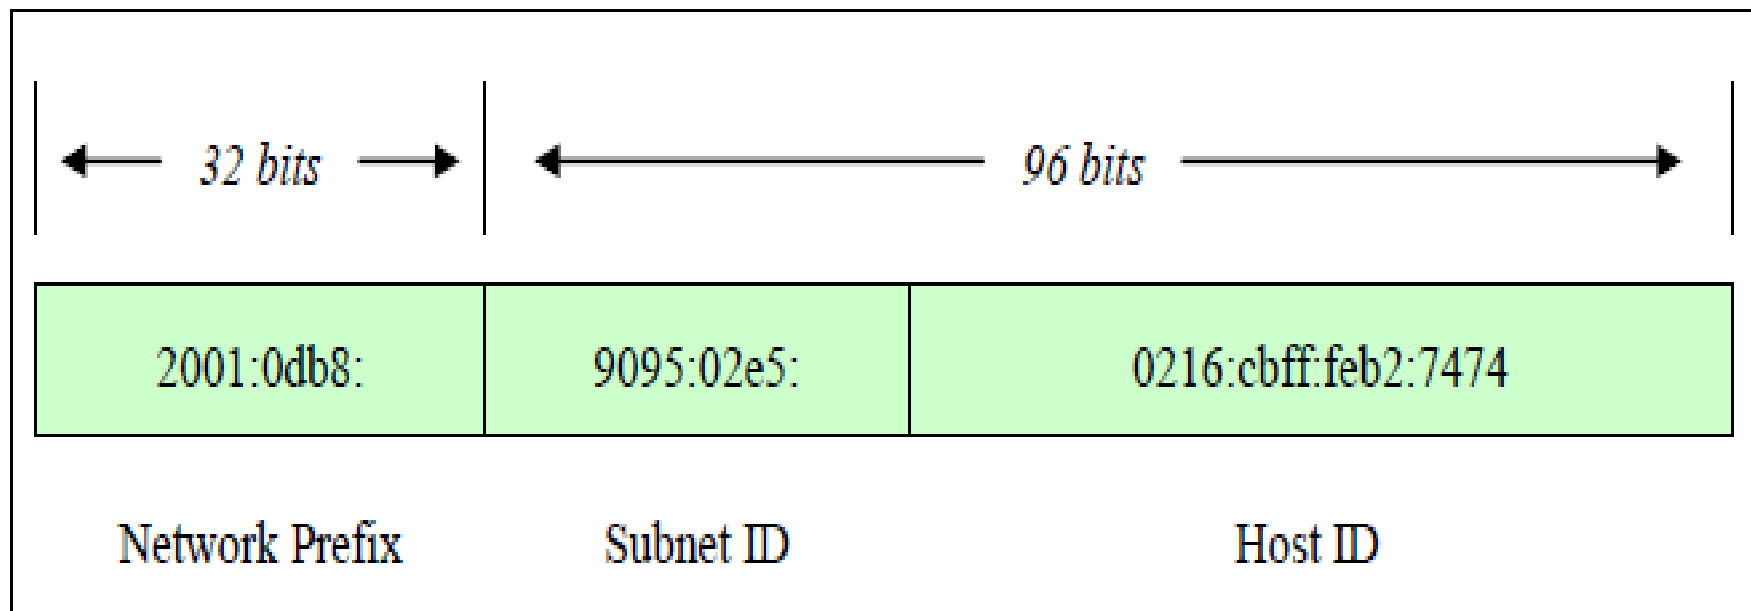 32 bits 96 bits
2001:0db8: 9095:02e5: 0216:cbff:feb2:7474
Network Prefix Subnet ID Host ID